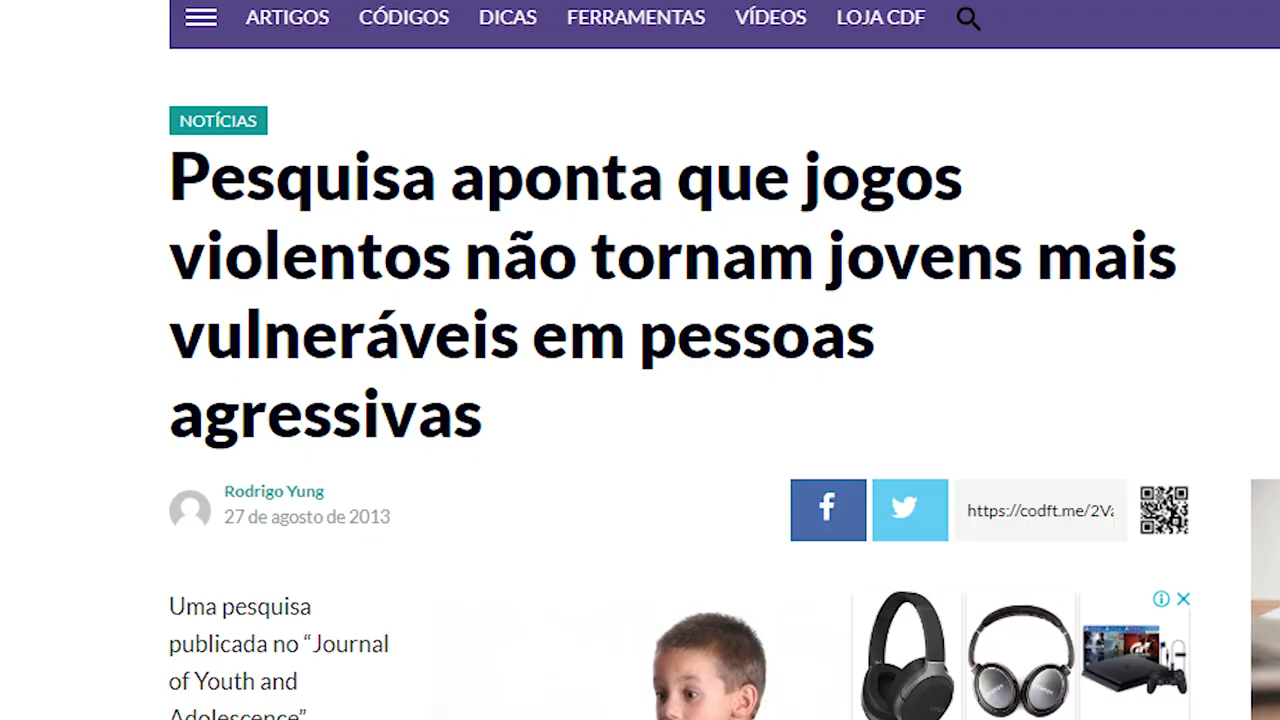 ARTIGOS CÓDIGOS DICAS FERRAMENTAS VÍDEOS LOJA CDF
NOTÍCIAS
Pesquisa aponta que jogos
violentos não tornam jovens mais
vulneráveis em pessoas
agressivas
Rodrigo Yung
27 de agosto de 2013
https://codft.me/2Va
Uma pesquisa
publicada no “Journal
of Youth and
Adolescence”